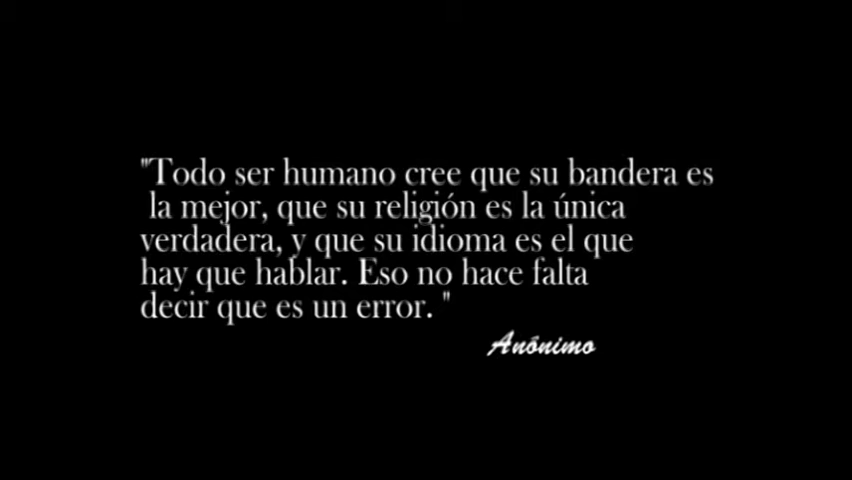 "Todo ser humano cree que su bandera es
la mejor, que su religión es la única
verdadera, y que su idioma es el que
hay que hablar. Eso no hace falta
decir que es un error. "
Anónimo